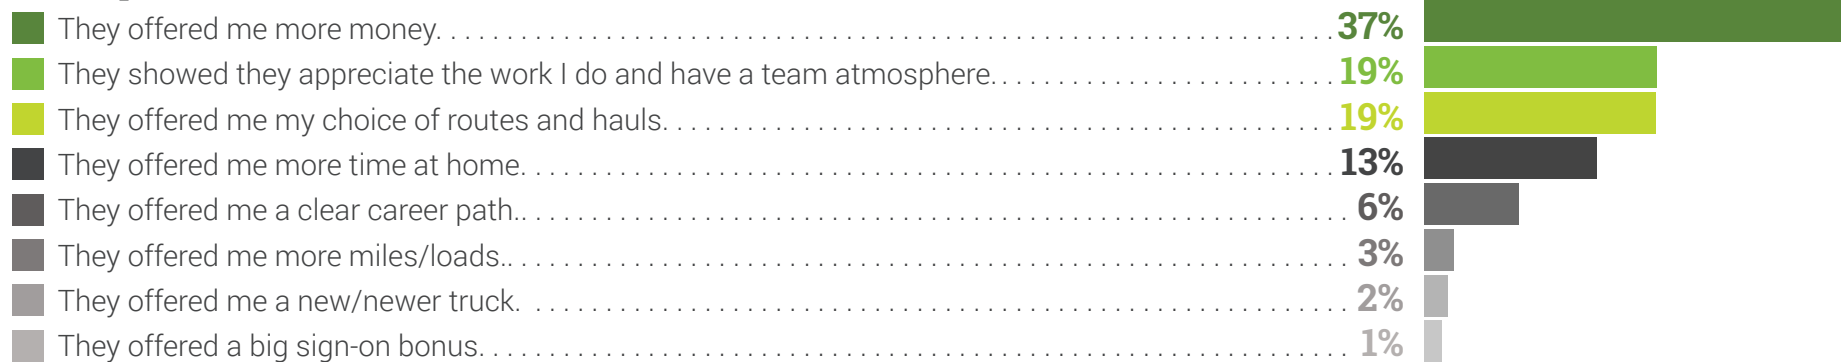 They offered me more money. 37%
They showed they appreciate the work I do and have a team atmosphere. 19%
They offered me my choice of routes and hauls. 19%
They offered me more time at home. 13%
They offered me a clear career path. 6%
They offered me more miles/loads. 3%
They offered me a new/newer truck. 2%
They offered a big sign-on bonus. 1%